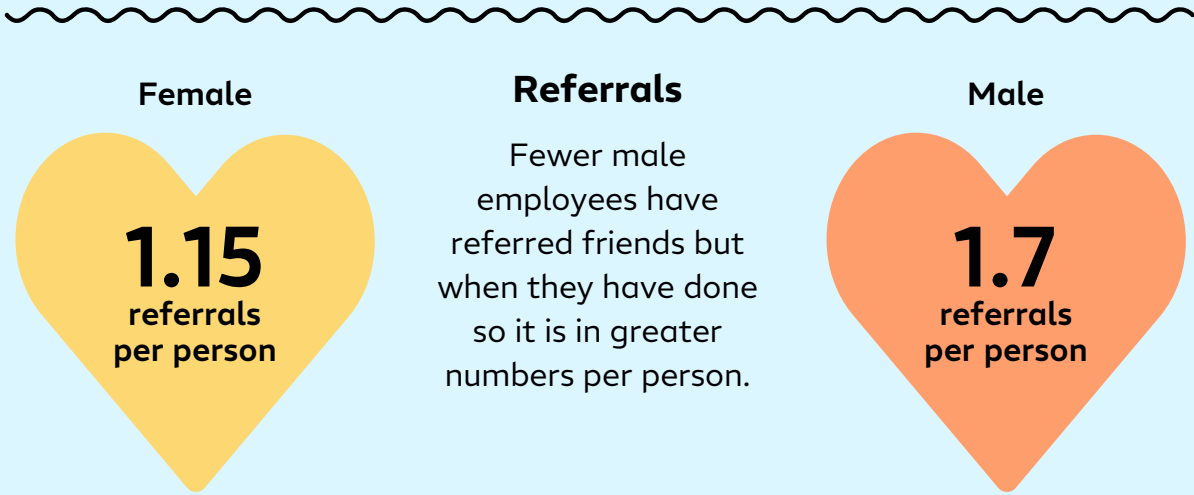 Female
1.15
referrals
per person
Referrals
Fewer male
employees have
referred friends but
when they have done
so it is in greater
numbers per person.
Male
1.7
referrals
per person